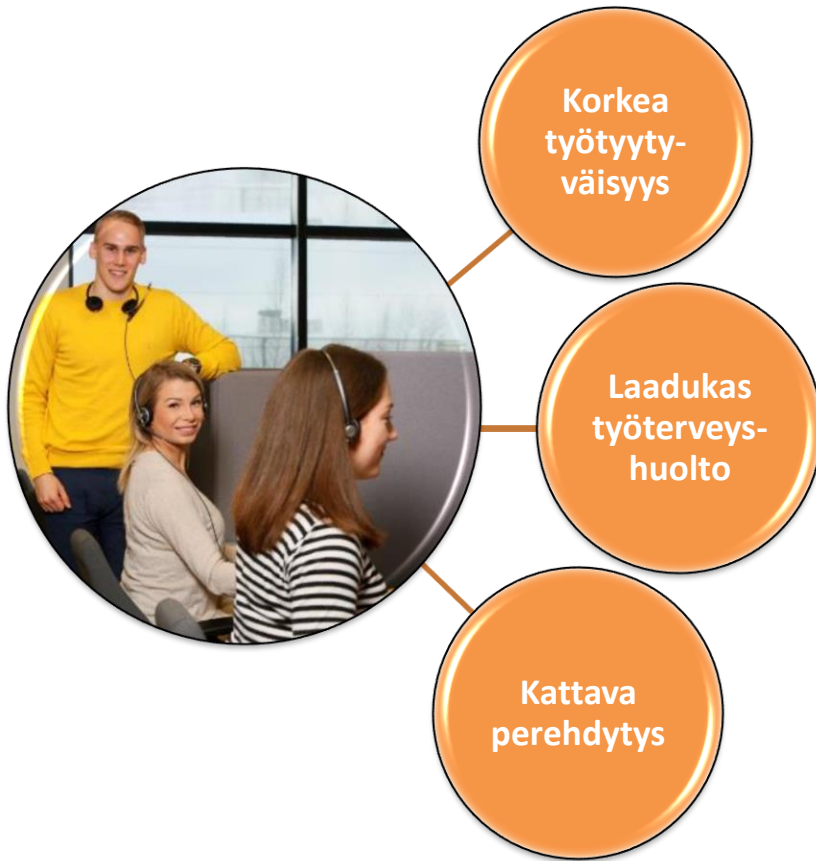 Korkea
työtyyty-
väisyys
Laadukas
työterveys-
huolto
Kattava
perehdytys